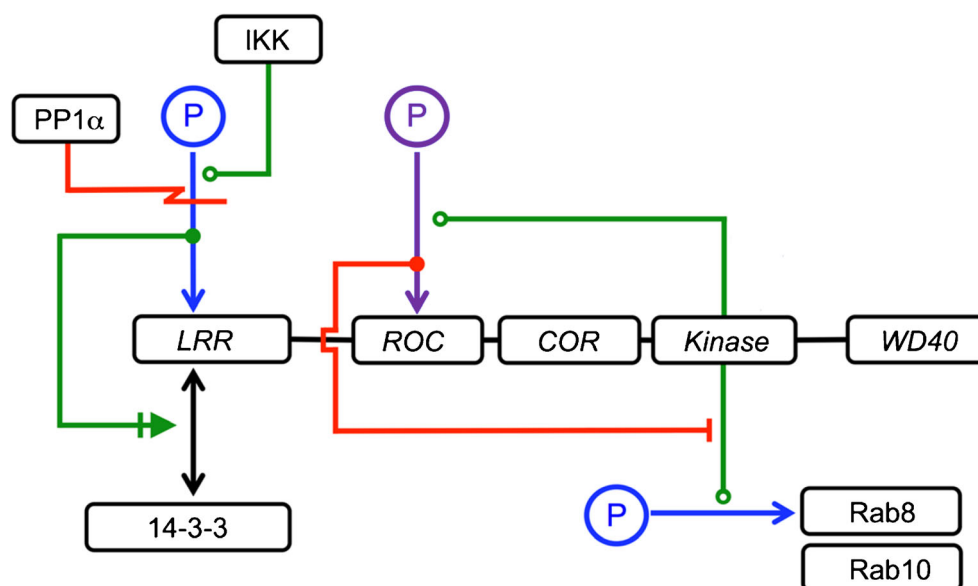 IKK
PP1α
P
P
LRR
ROC
COR
Kinase
WD40
14-3-3
P
Rab8
Rab10